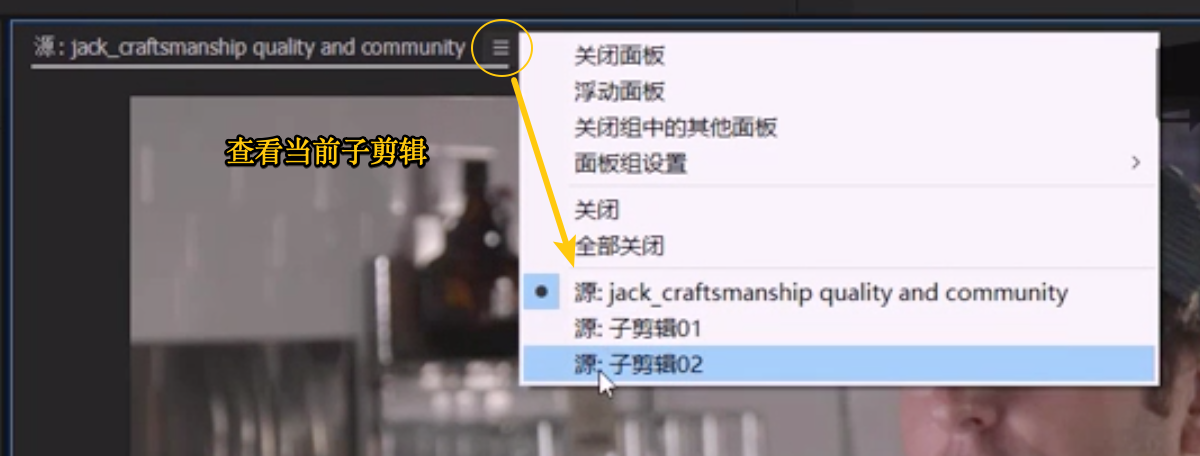 源: jack_craftsmanship quality and community
查看当前子剪辑
关闭面板
浮动面板
关闭组中的其他面板
面板组设置
关闭
全部关闭
源: jack_craftsmanship quality and community
源: 子剪辑01
源: 子剪辑02